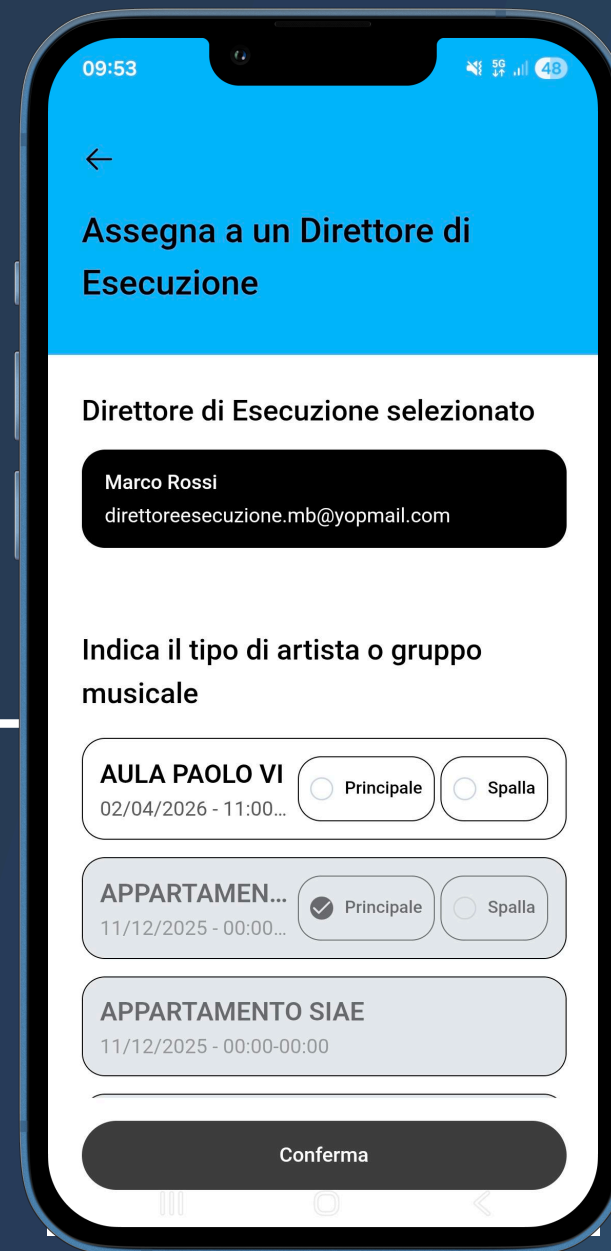 09:53
5G
48
Assegna a un Direttore di
Esecuzione
Direttore di Esecuzione selezionato
Marco Rossi
direttoreesecuzione.mb@yopmail.com
Indica il tipo di artista o gruppo
musicale
AULA PAOLO VI
02/04/2026 - 11:00...
Principale
Spalla
APPARTAMEN...
11/12/2025 - 00:00...
Principale
Spalla
APPARTAMENTO SIAE
11/12/2025 - 00:00-00:00
Conferma